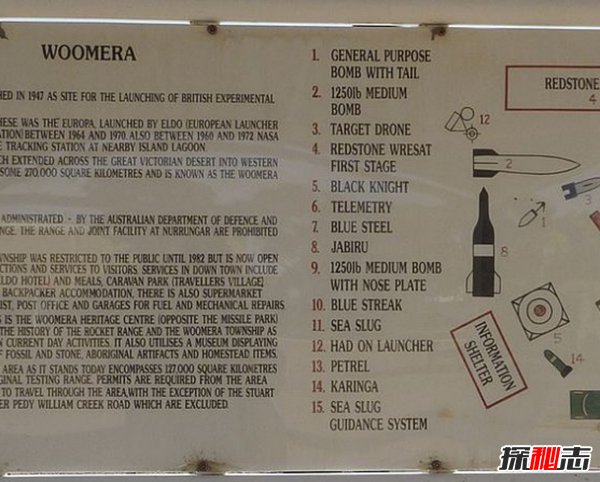 WOOMERA
HED IN 1947 AS SITE FOR THE LAUNCHING OF BRITISH EXPERIMENTAL
HESE WAS THE EUROPA, LAUNCHED BY ELDO (EUROPEAN LAUNCHER
ATION) BETWEEN 1964 AND 1970. ALSO BETWEEN 1960 AND 1972 NASA
E TRACKING STATION AT NEARBY ISLAND LAGOON.
CH EXTENDED ACROSS THE GREAT VICTORIAN DESERT INTO WESTERN
SOME 270,000 SQUARE KILOMETRES AND IS KNOWN AS THE WOOMERA
ADMINISTRATED - BY THE AUSTRALIAN DEPARTMENT OF DEFENCE AND
NGE. THE RANGE AND JOINT FACILITY AT NURRUNGAR ARE PROHIBITED
WNSHIP WAS RESTRICTED TO THE PUBLIC UNTIL 1982 BUT IS NOW OPEN
CTIONS AND SERVICES TO VISITORS. SERVICES IN DOWN TOWN INCLUDE
ELDO HOTEL) AND MEALS, CARAVAN PARK (TRAVELLERS VILLAGE)
BACKPACKER ACCOMMODATION, THERE IS ALSO SUPERMARKET
IST, POST OFFICE AND GARAGES FOR FUEL AND MECHANICAL REPAIRS.
S IS THE WOOMERA HERITAGE CENTRE (OPPOSITE THE MISSILE PARK)
THE HISTORY OF THE ROCKET RANGE AND THE WOOMERA TOWNSHIP AS
N CURRENT DAY ACTIVITIES. IT ALSO UTILISES A MUSEUM DISPLAYING
F FOSSIL AND STONE, ABORIGINAL ARTIFACTS AND HOMESTEAD ITEMS.
AREA AS IT STANDS TODAY ENCOMPASSES 127,000 SQUARE KILOMETRES
GINAL TESTING RANGE. PERMITS ARE REQUIRED FROM THE AREA
TO TRAVEL THROUGH THE AREA, WITH THE EXCEPTION OF THE STUART
ER PEDY WILLIAM CREEK ROAD WHICH ARE EXCLUDED.
1. GENERAL PURPOSE
BOMB WITH TAIL
2. 1250lb MEDIUM
BOMB
3. TARGET DRONE
4. REDSTONE WRESAT
FIRST STAGE
5. BLACK KNIGHT
6. TELEMETRY
7. BLUE STEEL
8. JABIRU
9. 1250lb MEDIUM BOMB
WITH NOSE PLATE
10. BLUE STREAK
11. SEA SLUG
12. HAD ON LAUNCHER
13. PETREL
14. KARINGA
15. SEA SLUG
GUIDANCE SYSTEM
REDSTONE
4
12
2
3
1
8
5
14
INFORMATION
SHELTER
探秘志